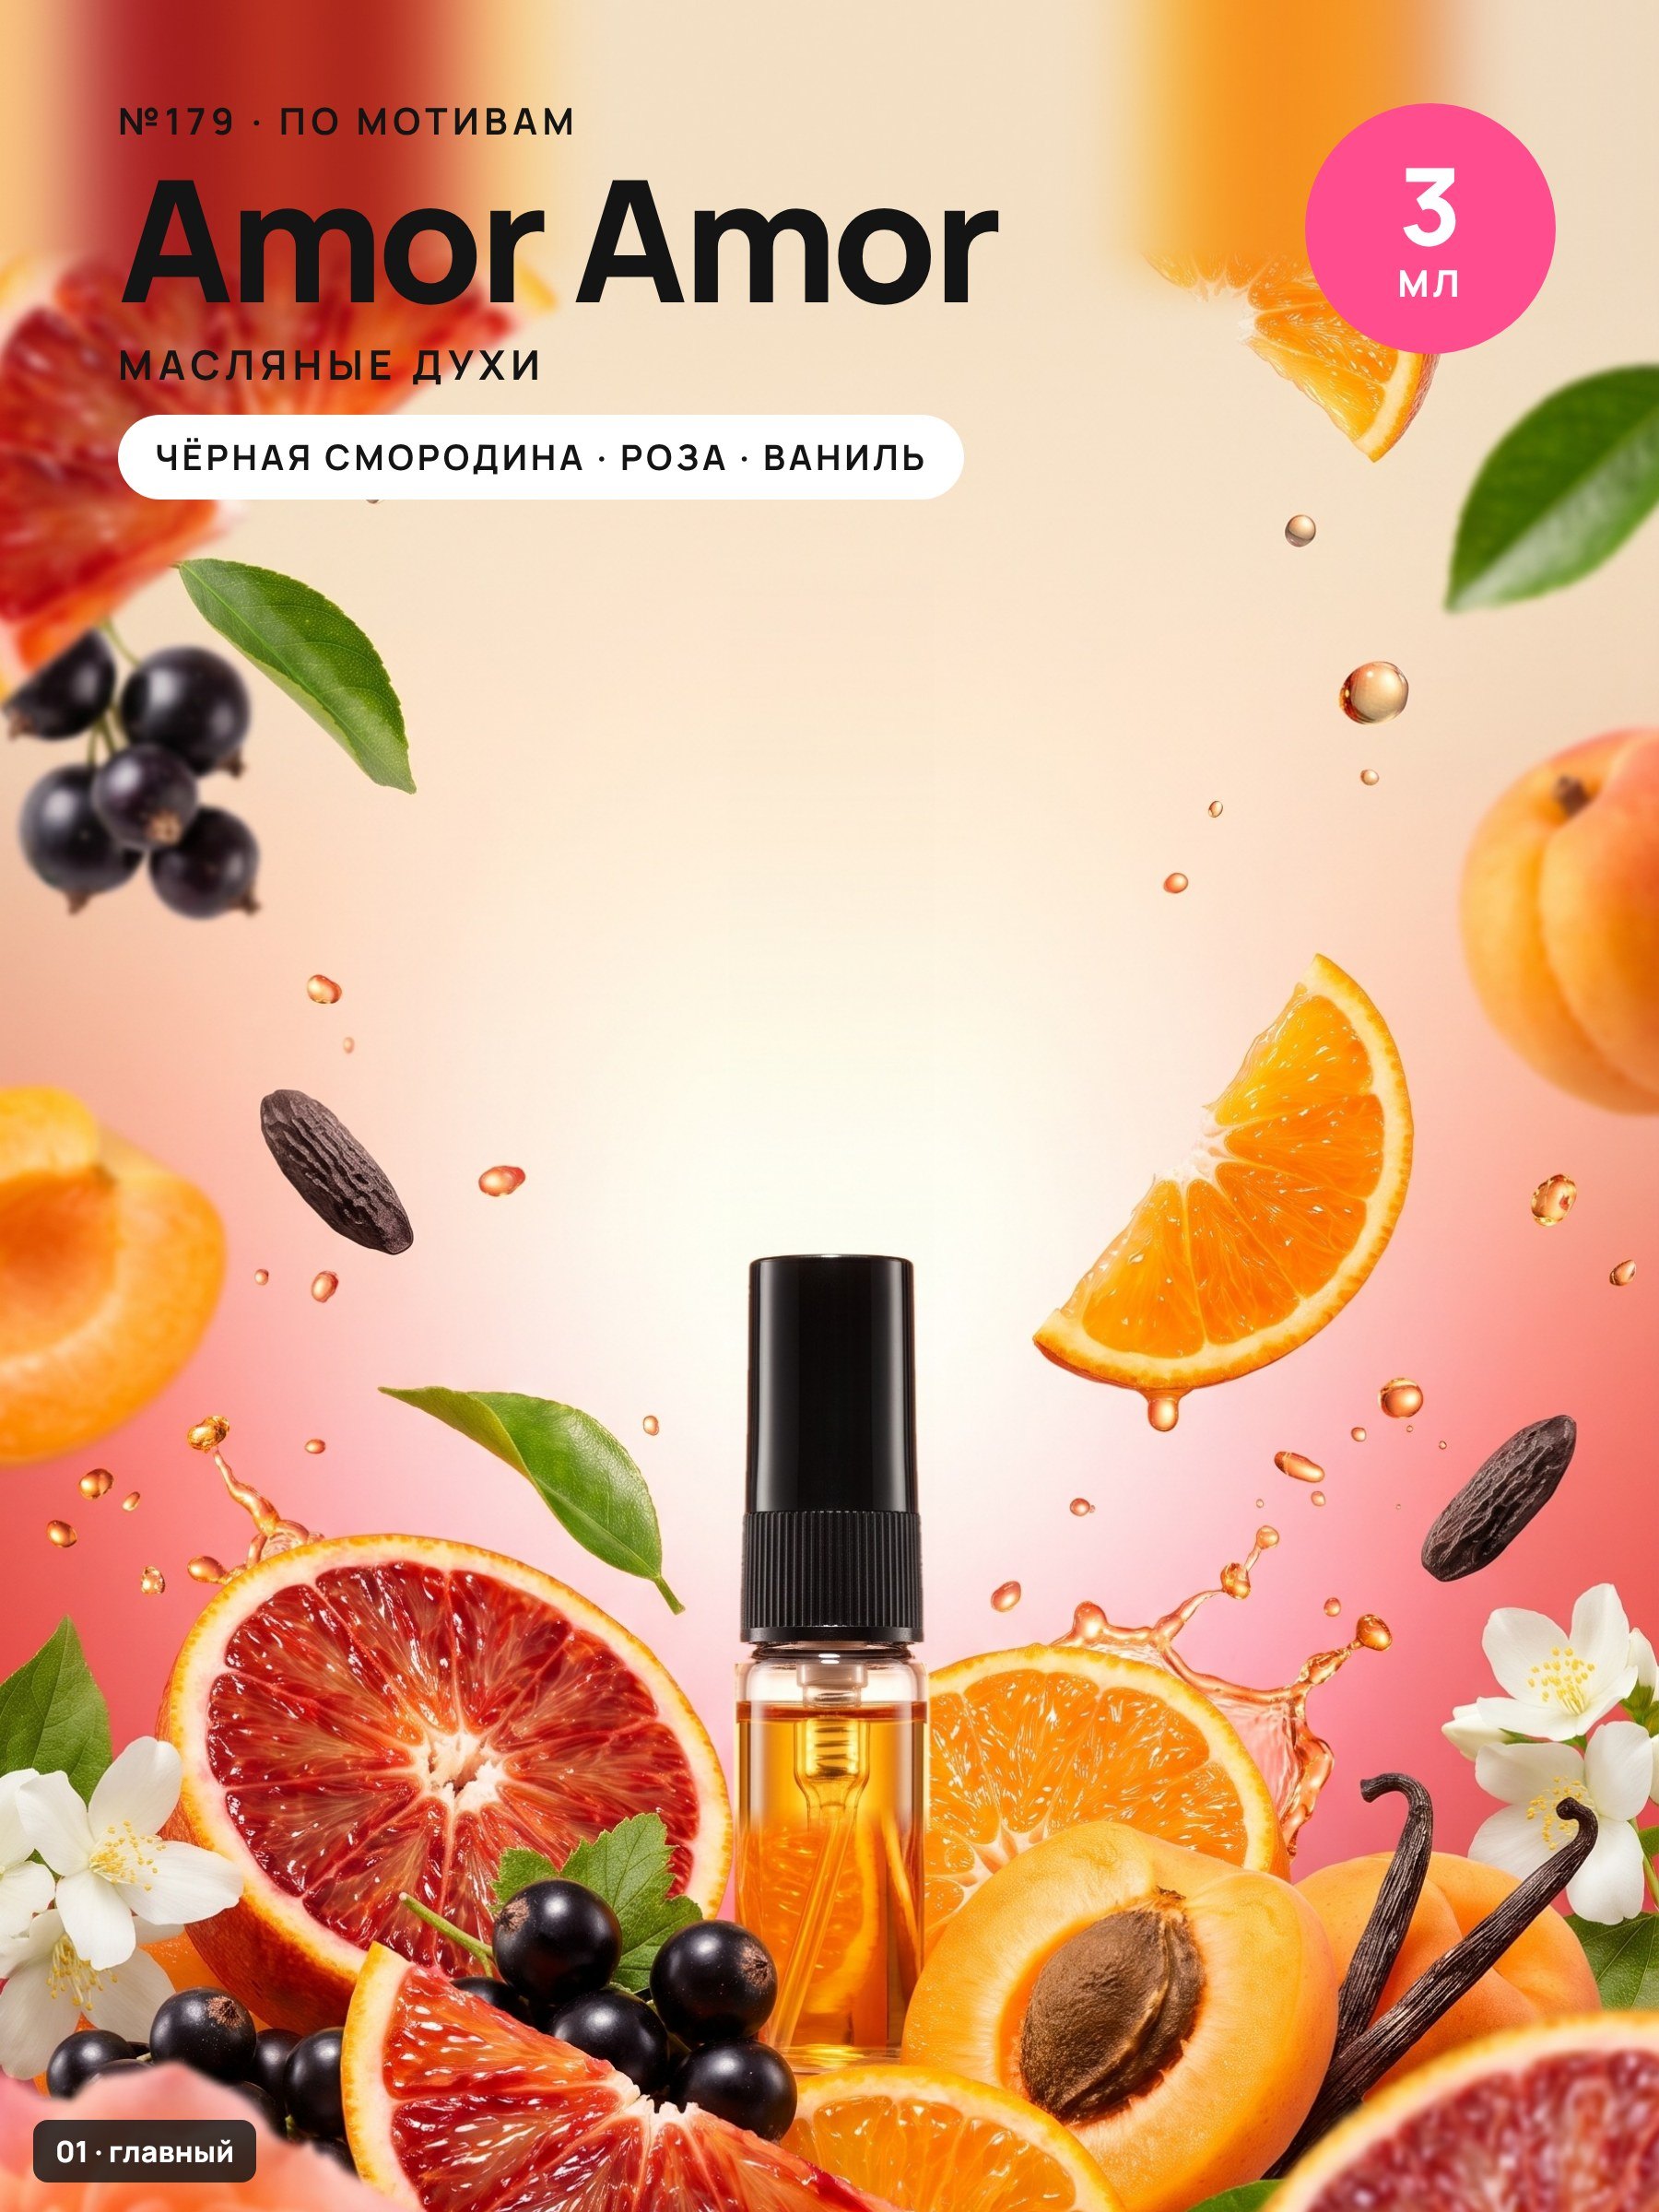 №179 · ПО МОТИВАМ
Amor Amor
МАСЛЯНЫЕ ДУХИ
ЧЁРНАЯ СМОРОДИНА · РОЗА · ВАНИЛЬ
3
МЛ
01 · главный